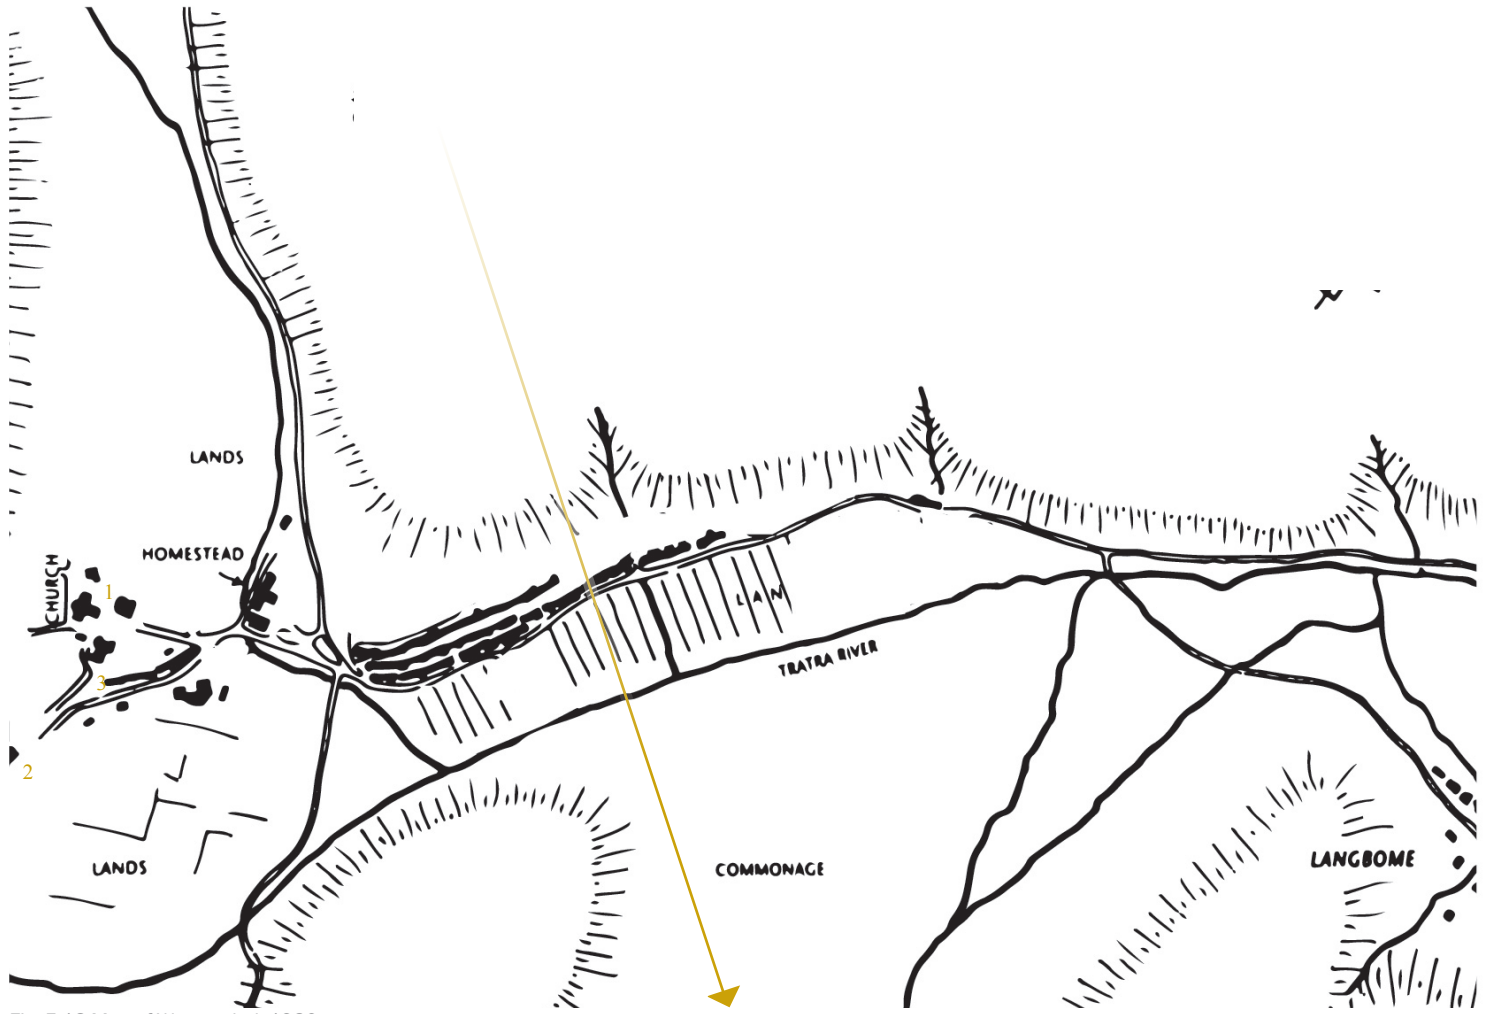 LANDS
HOMESTEAD
CHURCH
1
LAN
TRATRA RIVER
3
2
LANDS
COMMONAGE
LANGBOME